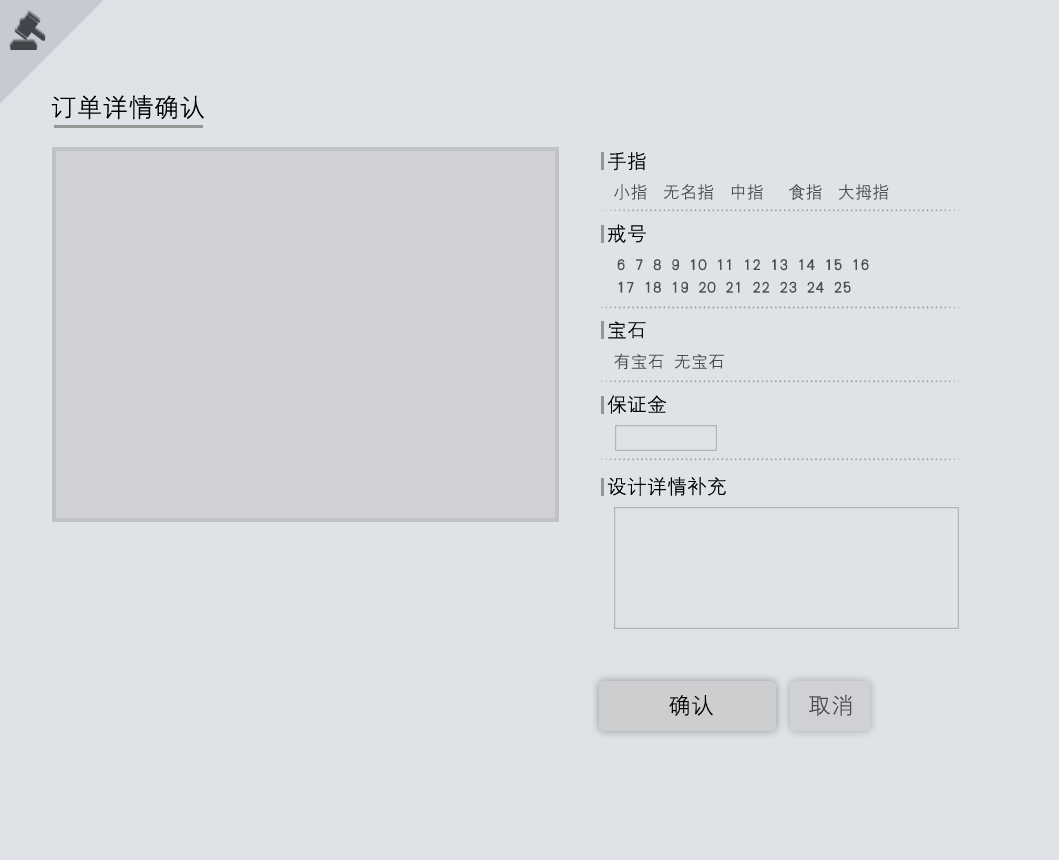 订单详情确认
手指
小指 无名指 中指 食指 大拇指
戒号
6 7 8 9 10 11 12 13 14 15 16
17 18 19 20 21 22 23 24 25
宝石
有宝石 无宝石
保证金
设计详情补充
确认 取消